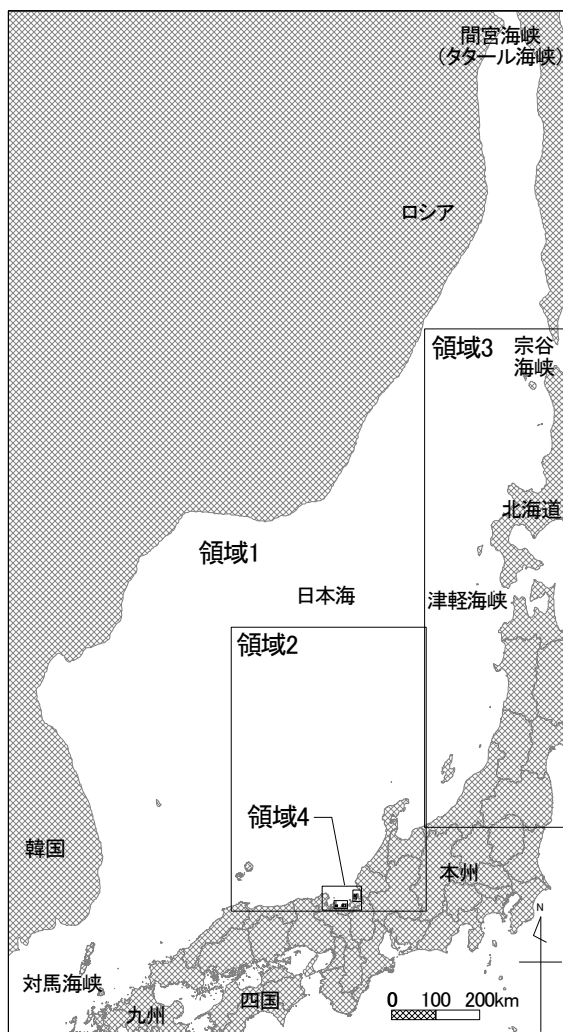 間宮海峡
(タタール海峡)
ロシア
領域3
宗谷
海峡
北海道
領域1
日本海
津軽海峡
領域2
領域4
韓国
本州
N
対馬海峡
九州
四国
0 100 200km